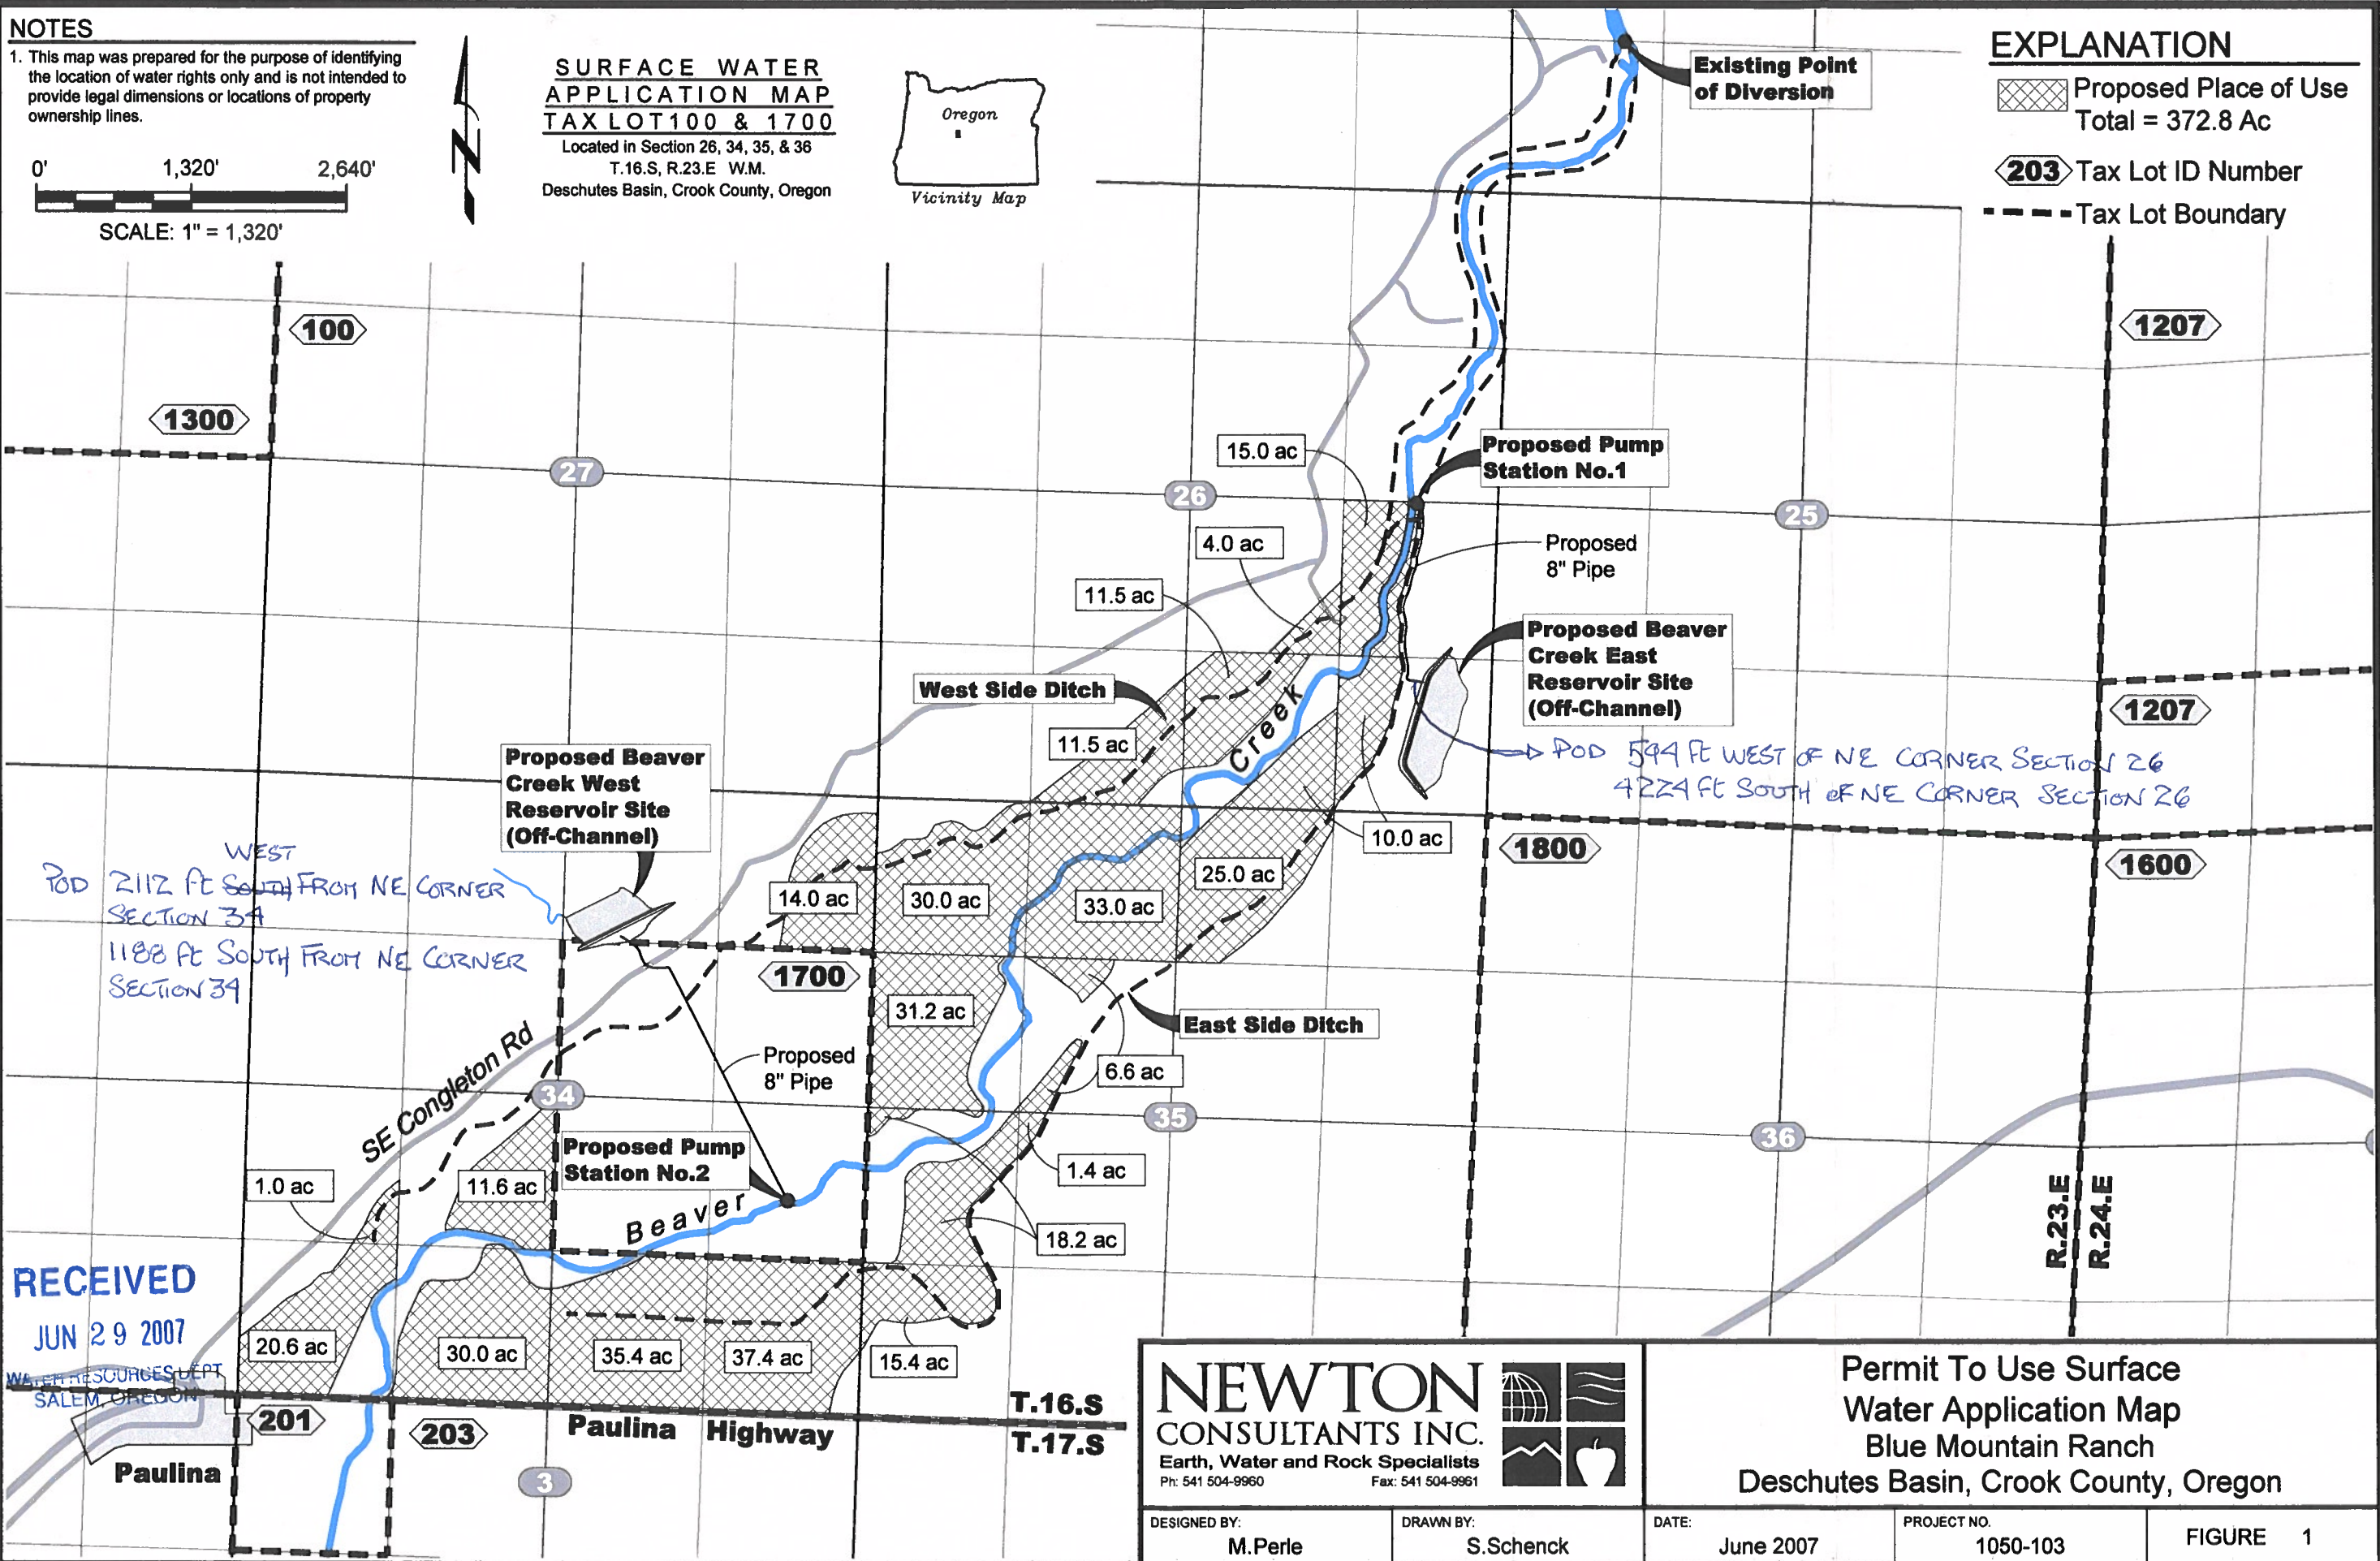 NOTES
1. This map was prepared for the purpose of identifying
the location of water rights only and is not intended to
provide legal dimensions or locations of property
ownership lines.
0' 1,320' 2,640'
SCALE: 1" = 1,320'
N
SURFACE WATER
APPLICATION MAP
TAX LOT100 & 1700
Located in Section 26, 34, 35, & 36
T.16.S, R.23.E W.M.
Deschutes Basin, Crook County, Oregon
Oregon
Vicinity Map
Existing Point
of Diversion
EXPLANATION
Proposed Place of Use
Total = 372.8 Ac
203 Tax Lot ID Number
Tax Lot Boundary
100
1300
1207
27
26
25
15.0 ac
Proposed Pump
Station No.1
4.0 ac
Proposed
8" Pipe
11.5 ac
Proposed Beaver
Creek East
Reservoir Site
(Off-Channel)
West Side Ditch
11.5 ac
Creek
1207
POD 594 ft WEST OF NE CORNER SECTION 26
4224 ft SOUTH OF NE CORNER SECTION 26
Proposed Beaver
Creek West
Reservoir Site
(Off-Channel)
10.0 ac
1800
1600
WEST
POD 2112 ft SOUTH FROM NE CORNER
SECTION 34
1188 ft SOUTH FROM NE CORNER
SECTION 34
14.0 ac
30.0 ac
33.0 ac
25.0 ac
1700
31.2 ac
East Side Ditch
SE Congleton Rd
Proposed
8" Pipe
6.6 ac
34
35
36
Proposed Pump
Station No.2
1.0 ac
11.6 ac
1.4 ac
Beaver
18.2 ac
R.23.E
R.24.E
RECEIVED
JUN 29 2007
WATER RESOURCES DEPT
SALEM, OREGON
20.6 ac
30.0 ac
35.4 ac
37.4 ac
15.4 ac
T.16.S
T.17.S
201
203
Paulina Highway
Paulina
3
NEWTON
CONSULTANTS INC.
Earth, Water and Rock Specialists
Ph: 541 504-9960 Fax: 541 504-9961
Permit To Use Surface
Water Application Map
Blue Mountain Ranch
Deschutes Basin, Crook County, Oregon
DESIGNED BY:
M.Perle
DRAWN BY:
S.Schenck
DATE:
June 2007
PROJECT NO.
1050-103
FIGURE 1